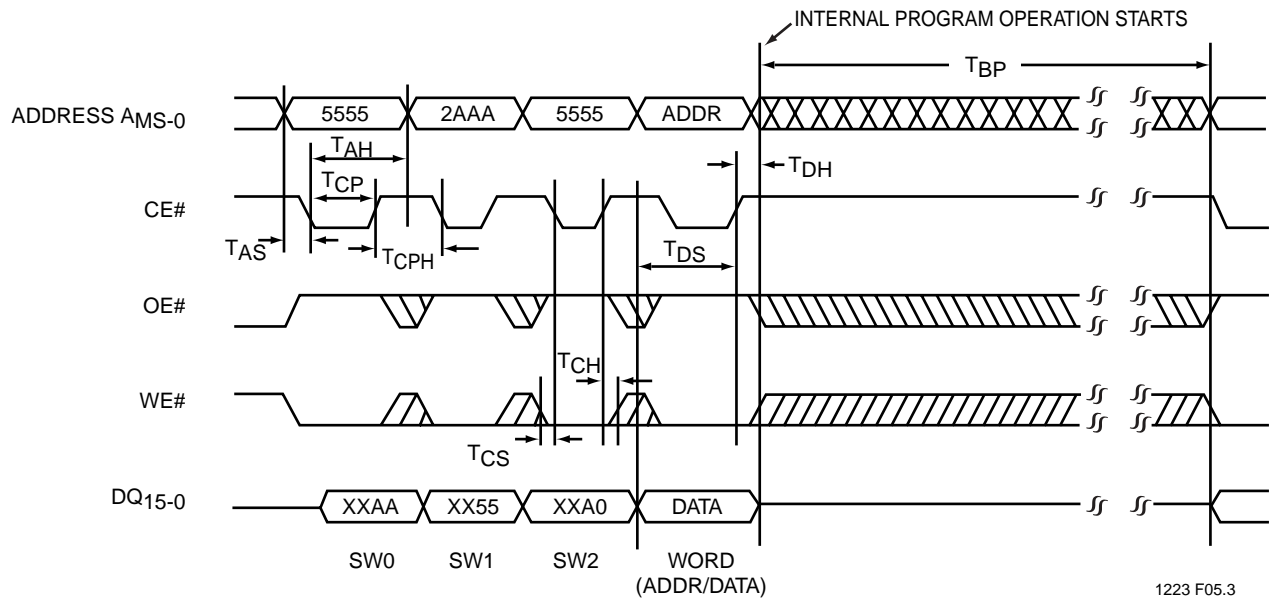 INTERNAL PROGRAM OPERATION STARTS
TBP
ADDRESS AMS-0
5555
2AAA
5555
ADDR
TAH
TDH
TCP
CE#
TAS
TCPH
TDS
OE#
TCH
WE#
TCS
DQ15-0
XXAA
XX55
XXA0
DATA
SW0
SW1
SW2
WORD
(ADDR/DATA)
1223 F05.3